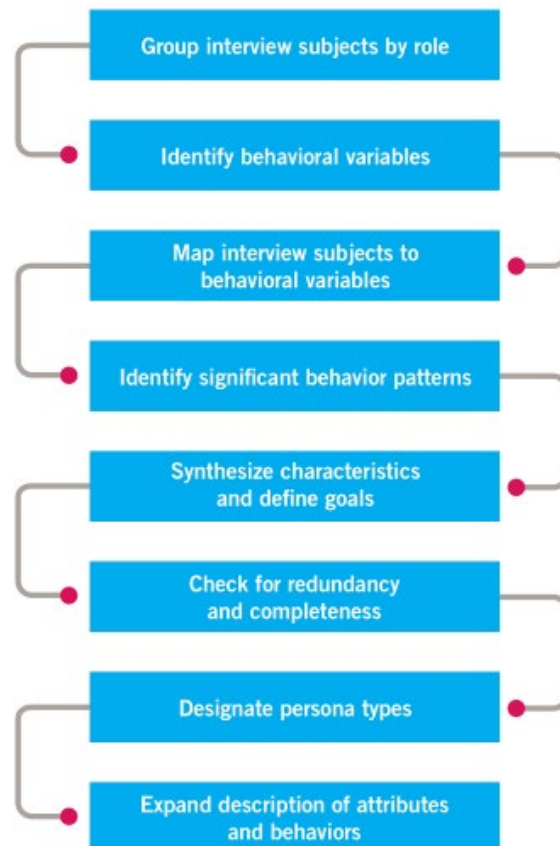 Group interview subjects by role
Identify behavioral variables
Map interview subjects to
behavioral variables
Identify significant behavior patterns
Synthesize characteristics
and define goals
Check for redundancy
and completeness
Designate persona types
Expand description of attributes
and behaviors